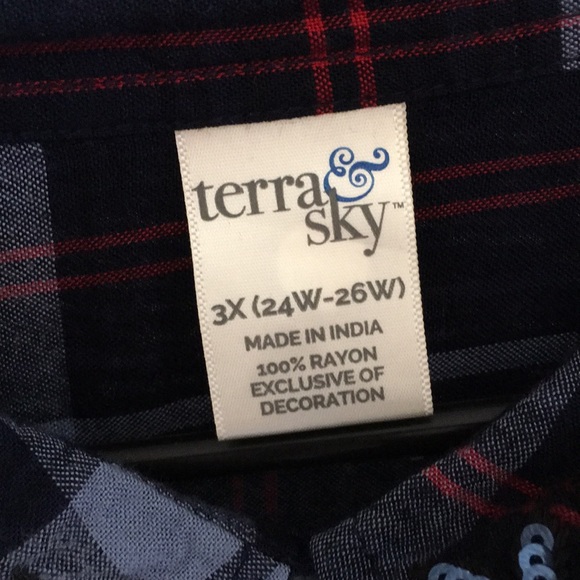 terra &
sky™
3X (24W-26W)
MADE IN INDIA
100% RAYON
EXCLUSIVE OF
DECORATION